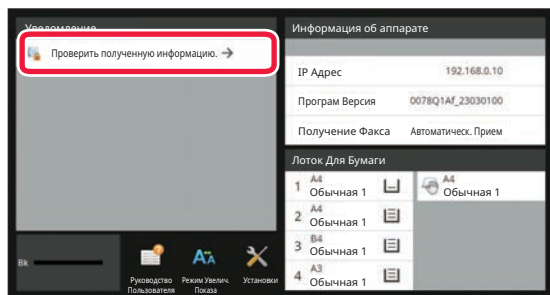 Уведомление
Проверить полученную информацию. →
Информация об аппарате
IP Адрес 192.168.0.10
Програм Версия 0078Q1Af_23030100
Получение Факса Автоматическ. Прием
Лоток Для Бумаги
1 A4 Обычная 1
A4 Обычная 1
2 A4 Обычная 1
3 B4 Обычная 1
4 A3 Обычная 1
Bk
Руководство Пользователя
Режим Увелич. Показа
Установки